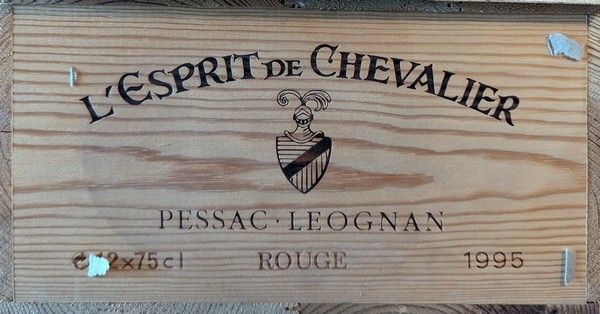 L'ESPRIT DE CHEVALIER
PESSAC · LEOGNAN
12x75cl ROUGE 1995